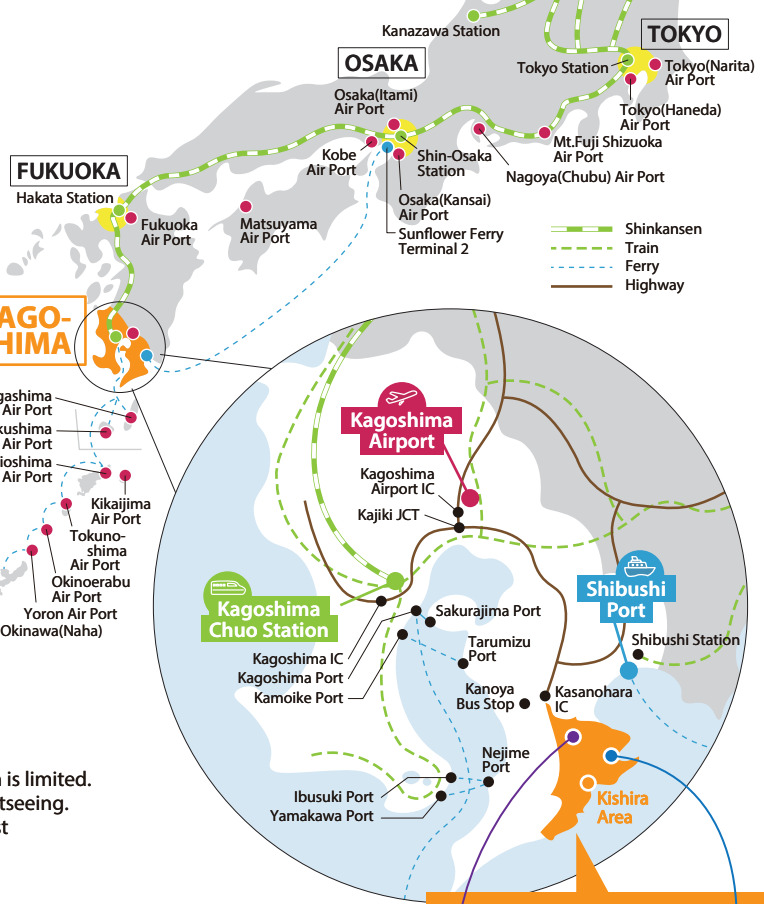 Kanazawa Station
TOKYO
OSAKA
Tokyo Station
Tokyo(Narita)
Air Port
Osaka(Itami)
Air Port
Tokyo(Haneda)
Air Port
Mt.Fuji Shizuoka
Air Port
Kobe
Air Port
Shin-Osaka
Station
Nagoya(Chubu) Air Port
FUKUOKA
Hakata Station
Osaka(Kansai)
Air Port
Fukuoka
Air Port
Matsuyama
Air Port
Sunflower Ferry
Terminal 2
Shinkansen
Train
Ferry
Highway
AGO-
HIMA
gashima
Air Port
kushima
Air Port
ioshima
Air Port
Kikaijima
Air Port
Tokuno-
shima
Air Port
Okinoerabu
Air Port
Yoron Air Port
Okinawa(Naha)
Kagoshima
Airport
Kagoshima
Airport IC
Kajiki JCT
Kagoshima
Chuo Station
Shibushi
Port
Sakurajima Port
Shibushi Station
Tarumizu
Port
Kagoshima IC
Kagoshima Port
Kamoike Port
Kanoya
Bus Stop
Kasanohara
IC
Nejime
Port
Ibusuki Port
Yamakawa Port
Kishira
Area
is limited.
tseeing.
st